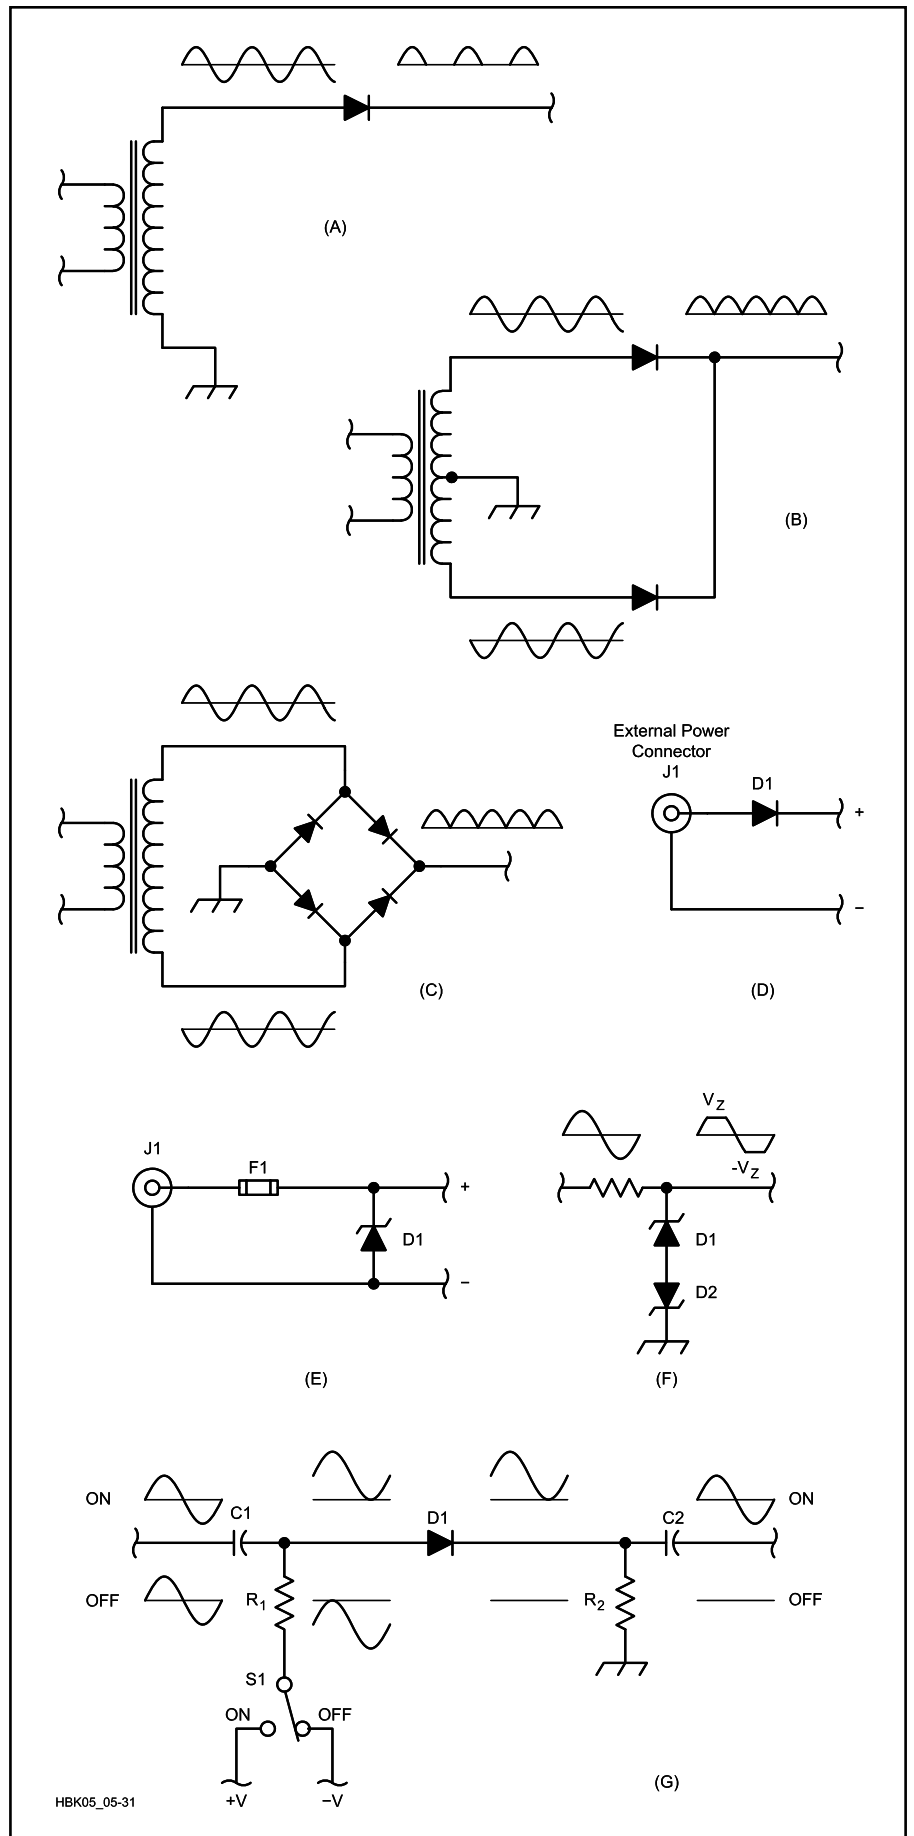 (A)
(B)
External Power
Connector
J1
D1
+
−
(C)
(D)
J1
F1
+
D1
−
(E)
VZ
-VZ
D1
D2
(F)
ON
C1
D1
C2
ON
OFF
R1
R2
OFF
S1
ON
OFF
+V
−V
(G)
HBK05_05-31